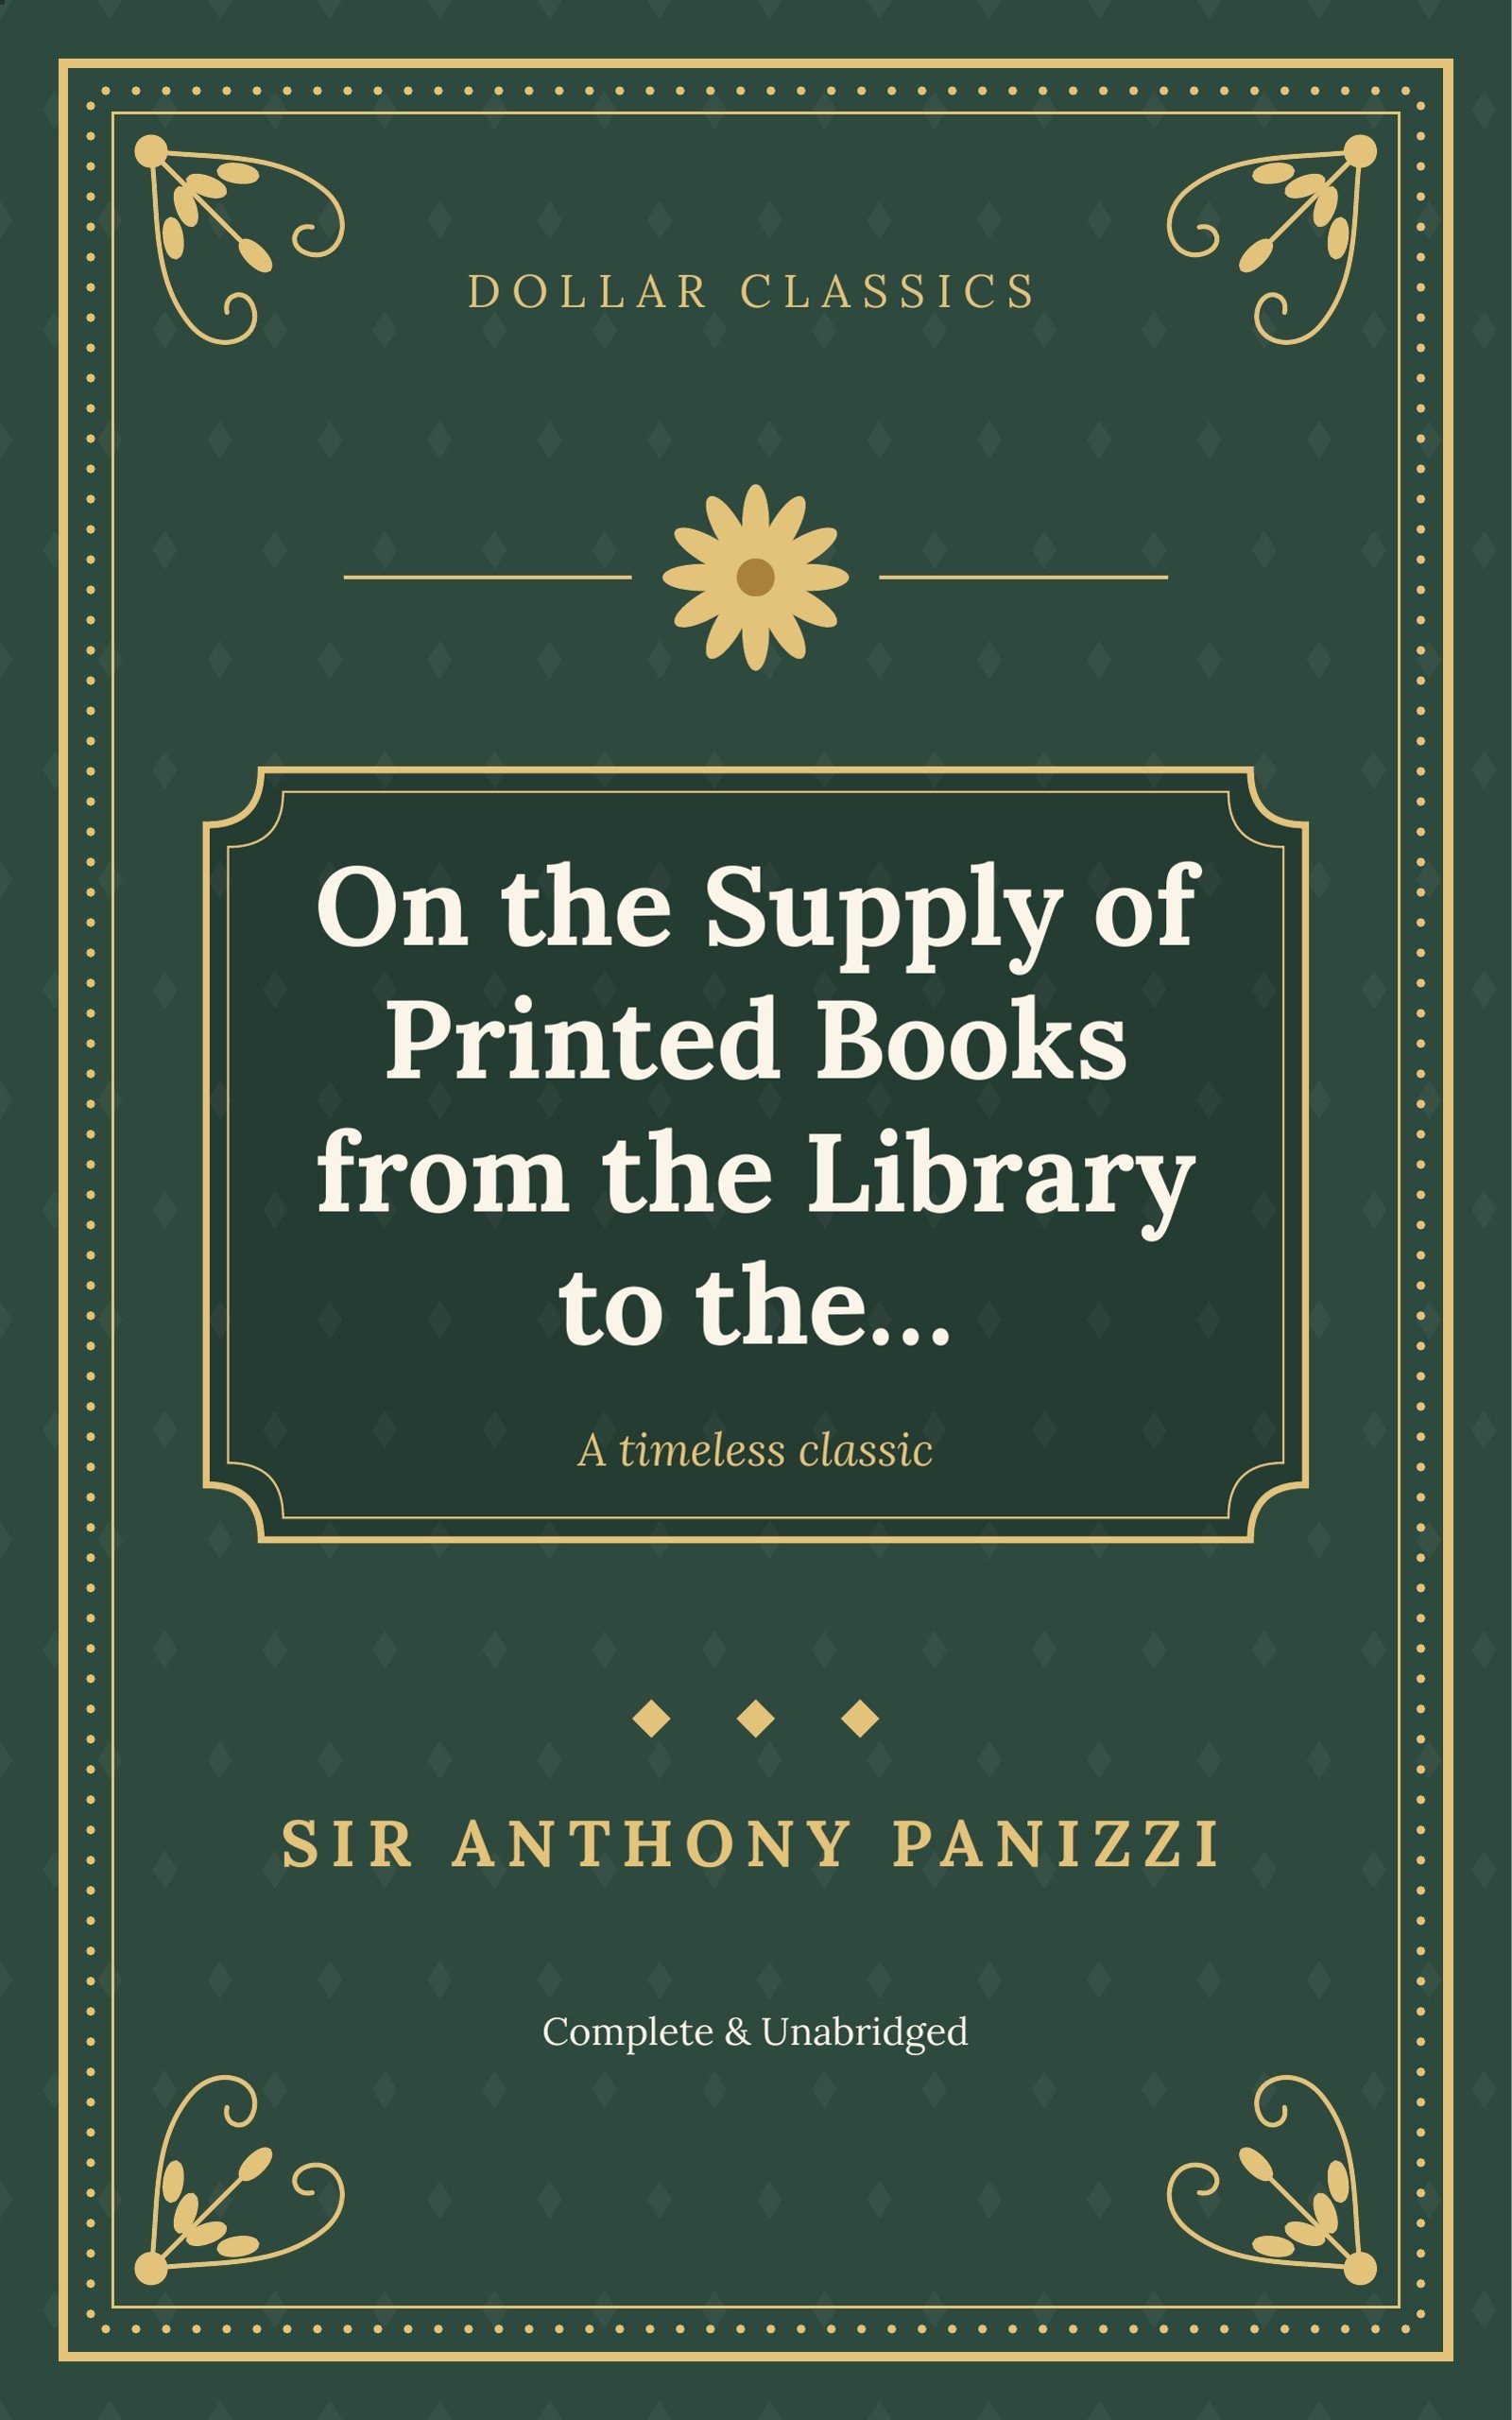 DOLLAR CLASSICS
On the Supply of
Printed Books
from the Library
to the...
A timeless classic
SIR ANTHONY PANIZZI
Complete & Unabridged